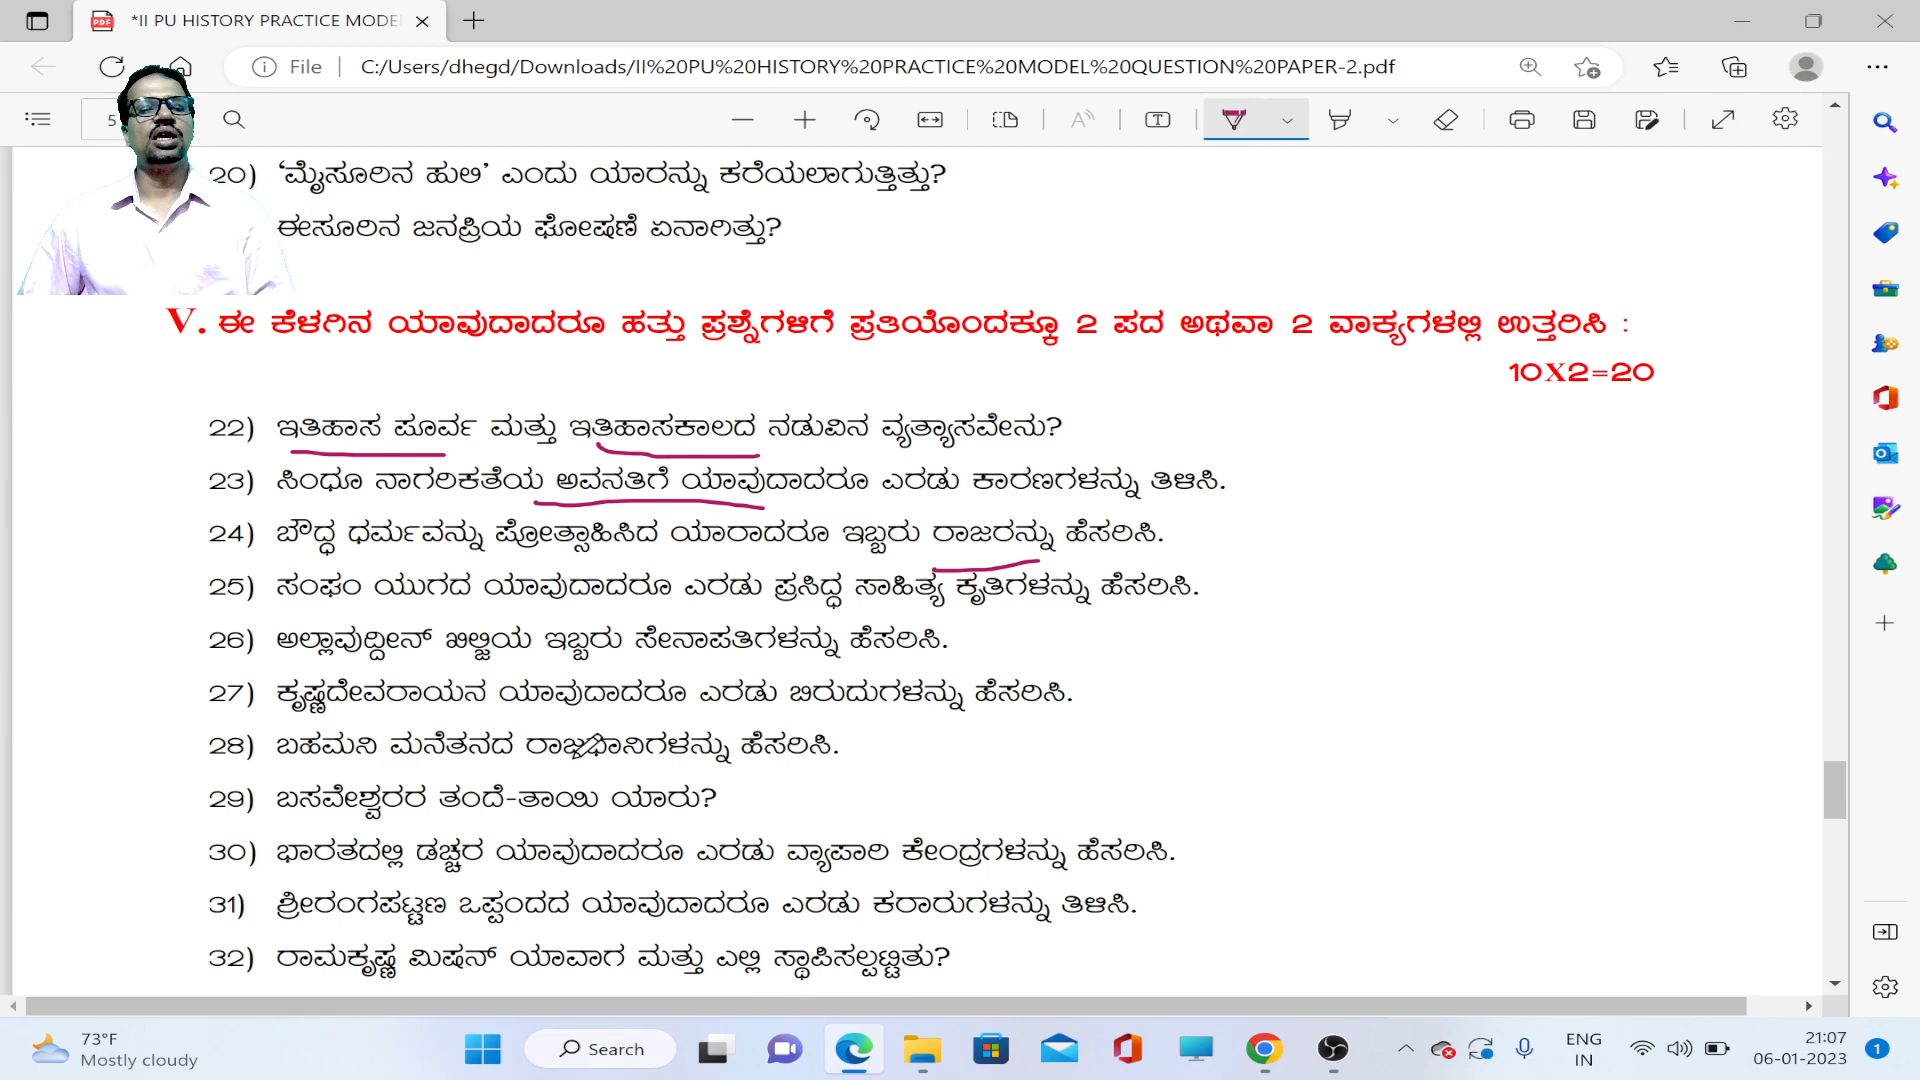 *II PU HISTORY PRACTICE MODE
File
C:/Users/dhegd/Downloads/II%20PU%20HISTORY%20PRACTICE%20MODEL%20QUESTION%20PAPER-2.pdf
5
20) 'ಮೈಸೂರಿನ ಹುಲಿ' ಎಂದು ಯಾರನ್ನು ಕರೆಯಲಾಗುತ್ತಿತ್ತು?
ಈಸೂರಿನ ಜನಪ್ರಿಯ ಘೋಷಣೆ ಏನಾಗಿತ್ತು?
V. ಈ ಕೆಳಗಿನ ಯಾವುದಾದರೂ ಹತ್ತು ಪ್ರಶ್ನೆಗಳಿಗೆ ಪ್ರತಿಯೊಂದಕ್ಕೂ 2 ಪದ ಅಥವಾ 2 ವಾಕ್ಯಗಳಲ್ಲಿ ಉತ್ತರಿಸಿ :
10X2=20
22) ಇತಿಹಾಸ ಪೂರ್ವ ಮತ್ತು ಇತಿಹಾಸಕಾಲದ ನಡುವಿನ ವ್ಯತ್ಯಾಸವೇನು?
23) ಸಿಂಧೂ ನಾಗರಿಕತೆಯ ಅವನತಿಗೆ ಯಾವುದಾದರೂ ಎರಡು ಕಾರಣಗಳನ್ನು ತಿಳಿಸಿ.
24) ಬೌದ್ಧ ಧರ್ಮವನ್ನು ಪ್ರೋತ್ಸಾಹಿಸಿದ ಯಾರಾದರೂ ಇಬ್ಬರು ರಾಜರನ್ನು ಹೆಸರಿಸಿ.
25) ಸಂಘಂ ಯುಗದ ಯಾವುದಾದರೂ ಎರಡು ಪ್ರಸಿದ್ಧ ಸಾಹಿತ್ಯ ಕೃತಿಗಳನ್ನು ಹೆಸರಿಸಿ.
26) ಅಲ್ಲಾವುದ್ದೀನ್ ಖಿಲ್ಜಿಯ ಇಬ್ಬರು ಸೇನಾಪತಿಗಳನ್ನು ಹೆಸರಿಸಿ.
27) ಕೃಷ್ಣದೇವರಾಯನ ಯಾವುದಾದರೂ ಎರಡು ಬಿರುದುಗಳನ್ನು ಹೆಸರಿಸಿ.
28) ಬಹಮನಿ ಮನೆತನದ ರಾಜಧಾನಿಗಳನ್ನು ಹೆಸರಿಸಿ.
29) ಬಸವೇಶ್ವರರ ತಂದೆ-ತಾಯಿ ಯಾರು?
30) ಭಾರತದಲ್ಲಿ ಡಚ್ಚರ ಯಾವುದಾದರೂ ಎರಡು ವ್ಯಾಪಾರಿ ಕೇಂದ್ರಗಳನ್ನು ಹೆಸರಿಸಿ.
31) ಶ್ರೀರಂಗಪಟ್ಟಣ ಒಪ್ಪಂದದ ಯಾವುದಾದರೂ ಎರಡು ಕರಾರುಗಳನ್ನು ತಿಳಿಸಿ.
32) ರಾಮಕೃಷ್ಣ ಮಿಷನ್ ಯಾವಾಗ ಮತ್ತು ಎಲ್ಲಿ ಸ್ಥಾಪಿಸಲ್ಪಟ್ಟಿತು?
73°F
Mostly cloudy
Search
ENG
IN
21:07
06-01-2023
1